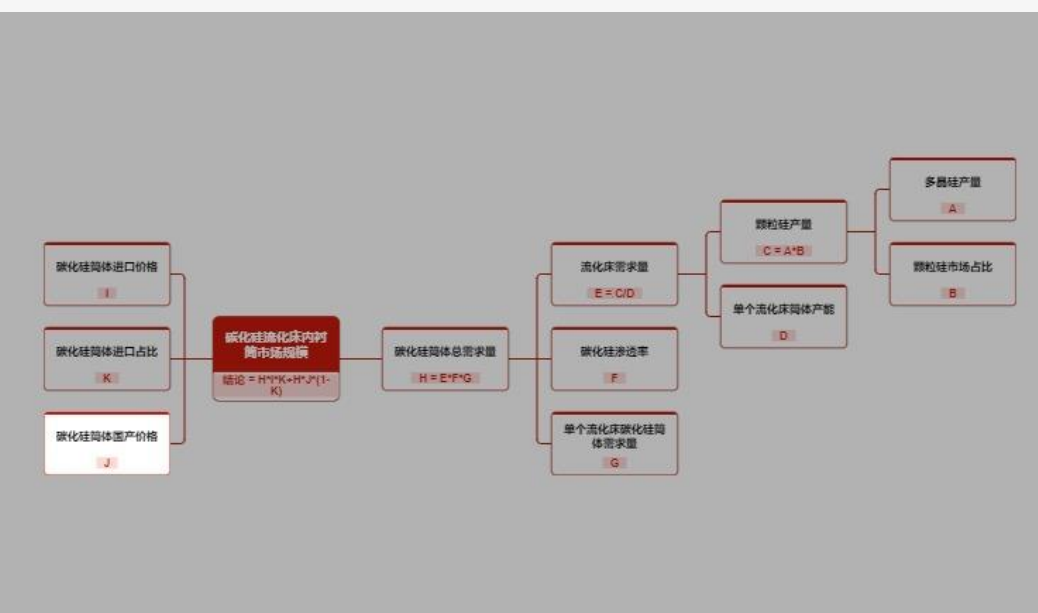 多晶硅产量
A
颗粒硅产量
C = A*B
碳化硅筒体进口价格
I
流化床需求量
E = C/D
颗粒硅市场占比
B
单个流化床筒体产能
D
碳化硅流化床内衬
筒市场规模
结论 = H*I*K+H*J*(1-
K)
碳化硅筒体进口占比
K
碳化硅筒体总需求量
H = E*F*G
碳化硅渗透率
F
碳化硅筒体国产价格
J
单个流化床碳化硅筒
体需求量
G